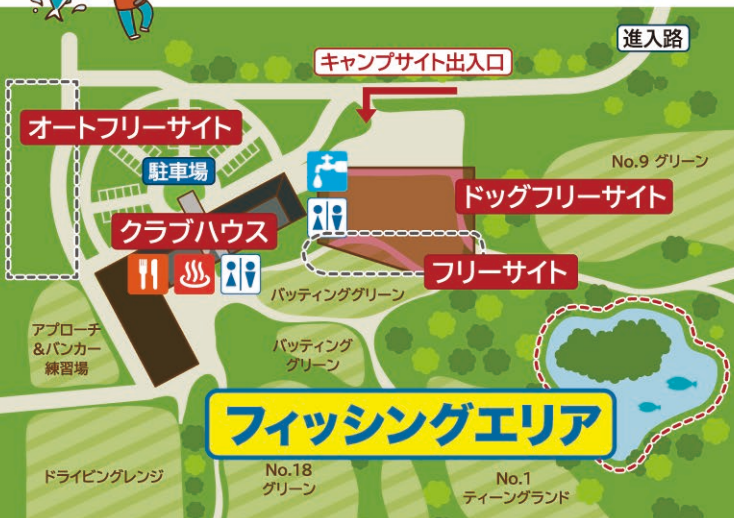 進入路
キャンプサイト出入口
オートフリーサイト
駐車場
No.9 グリーン
ドッグフリーサイト
クラブハウス
フリーサイト
パッティンググリーン
アプローチ
&バンカー
練習場
パッティング
グリーン
フィッシングエリア
ドライビングレンジ
No.18
グリーン
No.1
ティーングランド